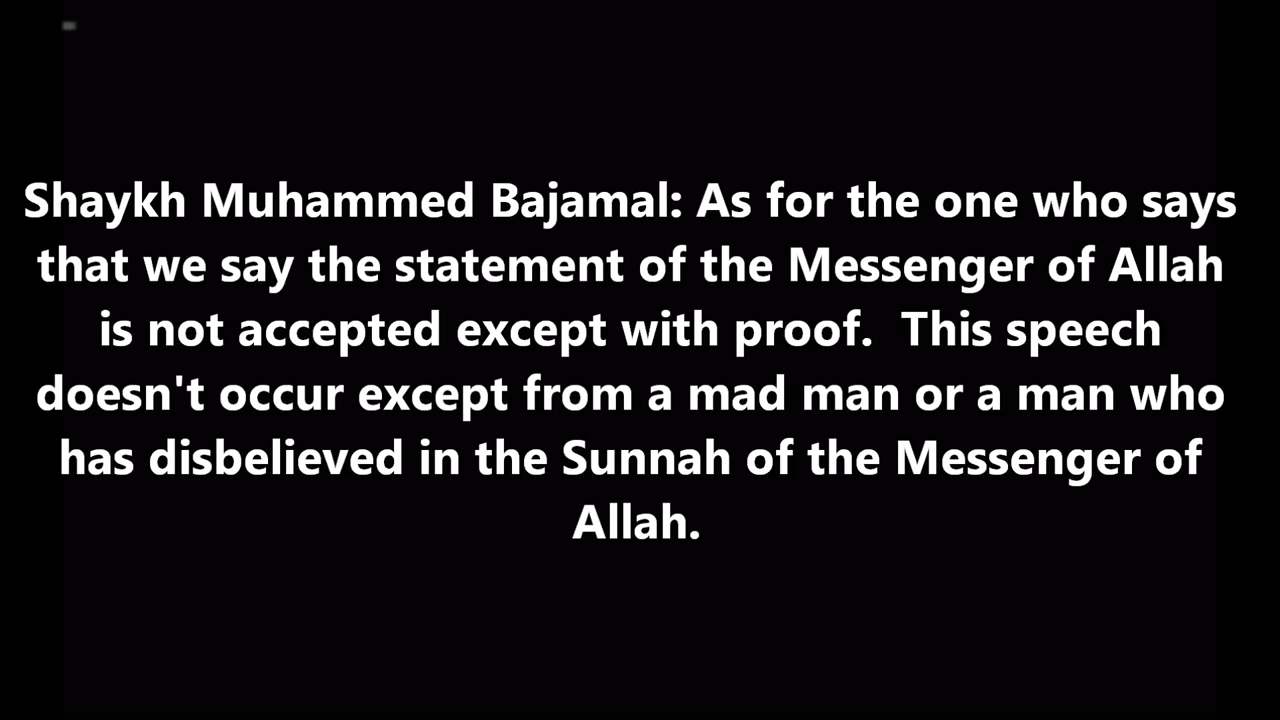 Shaykh Muhammed Bajamal: As for the one who says
that we say the statement of the Messenger of Allah
is not accepted except with proof.  This speech
doesn't occur except from a mad man or a man who
has disbelieved in the Sunnah of the Messenger of
Allah.